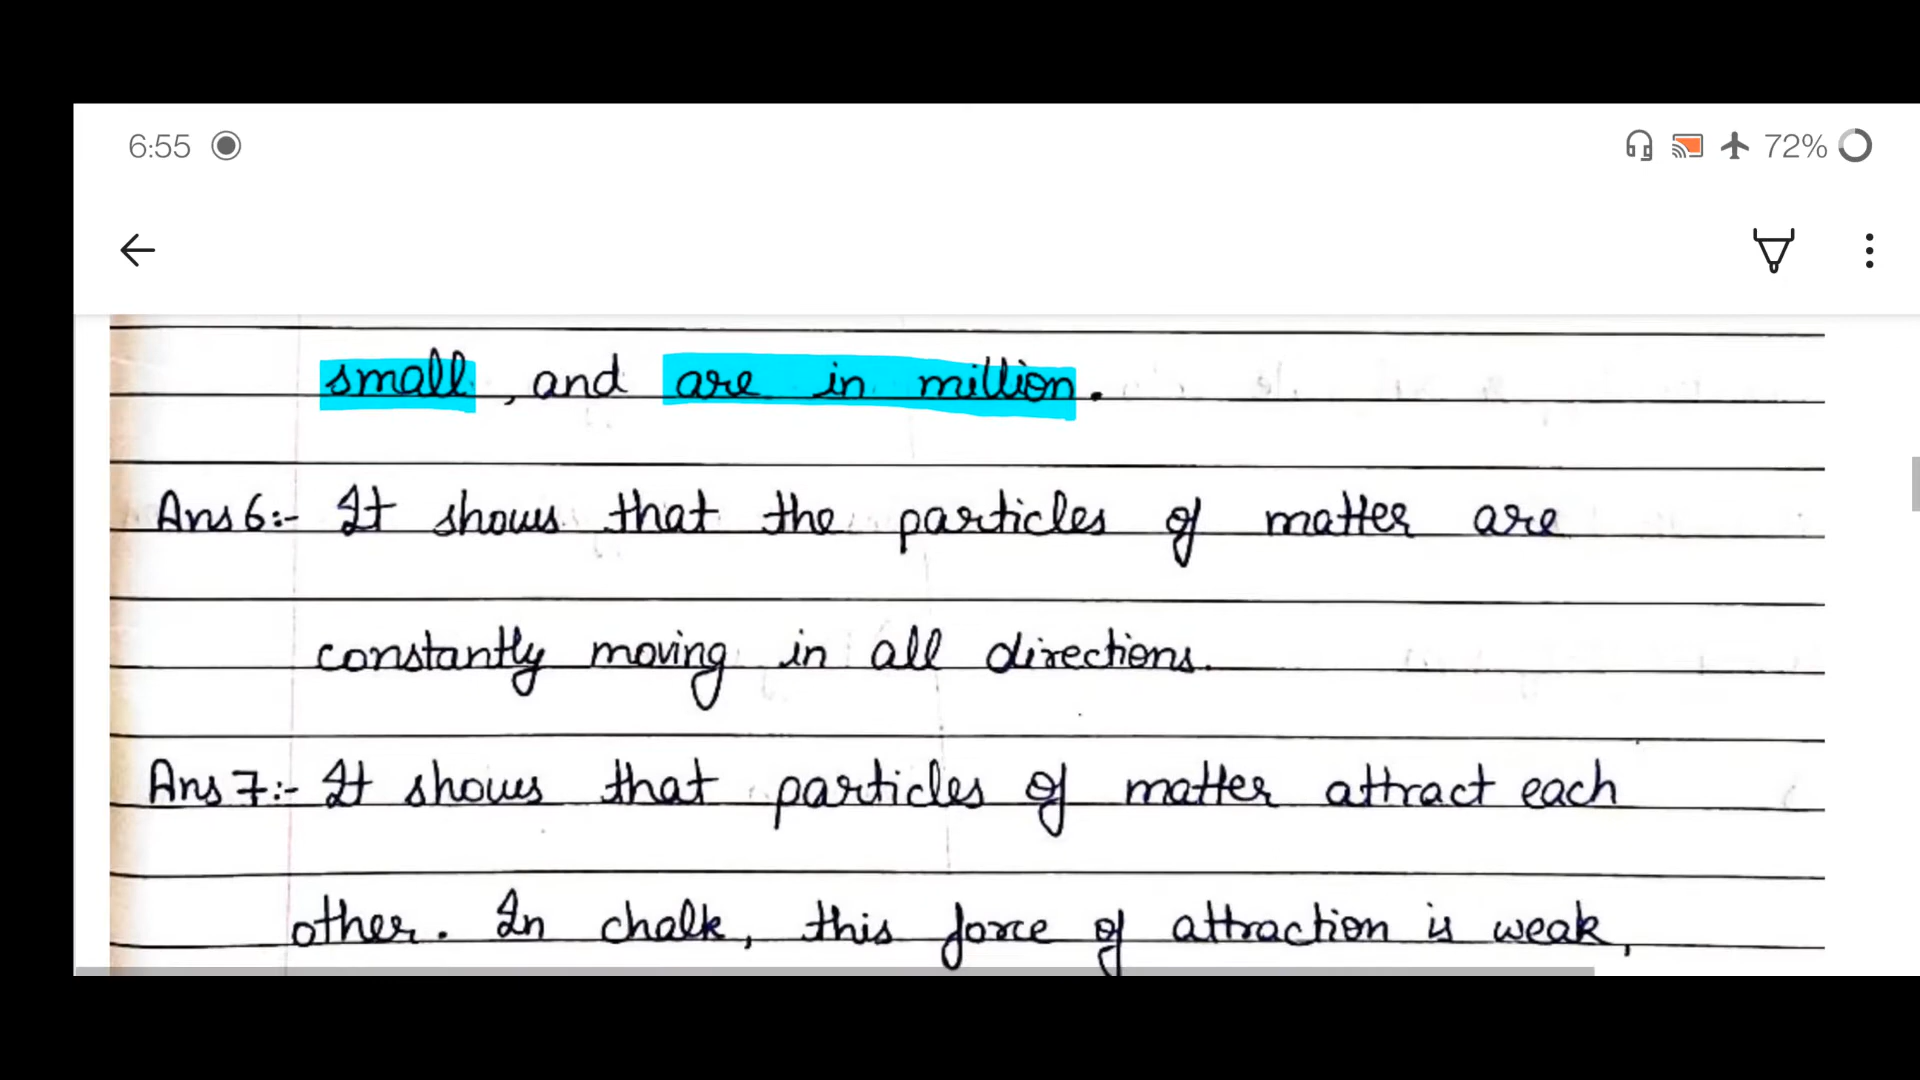 6:55 72%
small, and are in million.
Ans 6:- It shows that the particles of matter are
constantly moving in all directions.
Ans 7:- It shows that particles of matter attract each
other. In chalk, this force of attraction is weak,